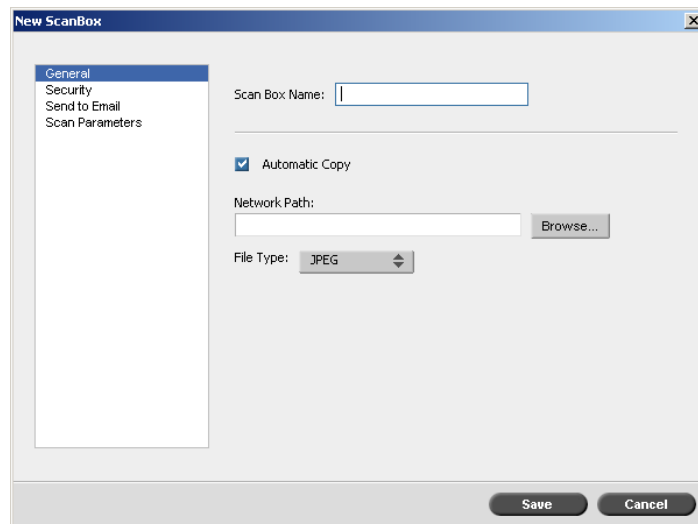 New ScanBox
General
Security
Send to Email
Scan Parameters
Scan Box Name:
Automatic Copy
Network Path:
Browse...
File Type: JPEG
Save Cancel